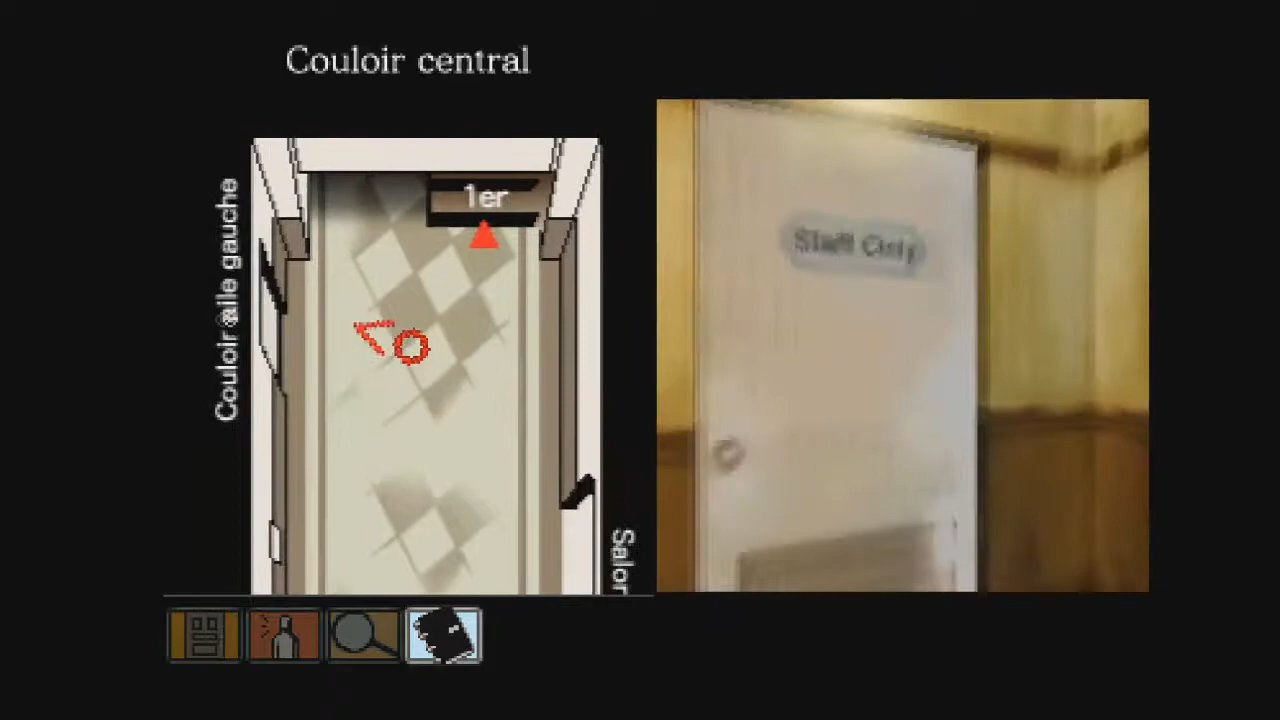 Couloir central
1er
Couloir aile gauche
Salon
Staff Only